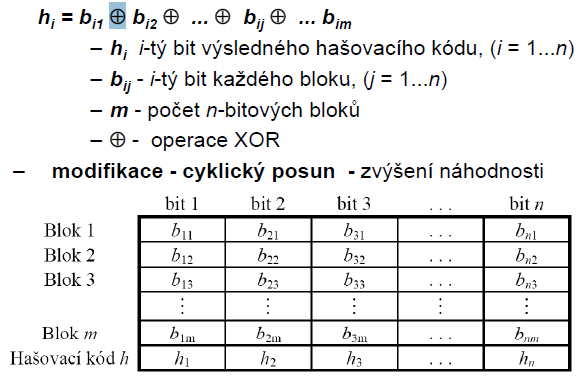 hi = bi1 ⊕ bi2 ⊕ ... ⊕ bij ⊕ ... bim
– hi i-tý bit výsledného hašovacího kódu, (i = 1...n)
– bij - i-tý bit každého bloku, (j = 1...n)
– m - počet n-bitových bloků
– ⊕ - operace XOR
– modifikace - cyklický posun - zvýšení náhodnosti
bit 1 bit 2 bit 3 . . . bit n
Blok 1 b11 b21 b31 . . . bn1
Blok 2 b12 b22 b32 . . . bn2
Blok 3 b13 b23 b33 . . . bn3
⋮ ⋮ ⋮ ⋮
Blok m b1m b2m b3m . . . bnm
Hašovací kód h h1 h2 h3 . . . hn